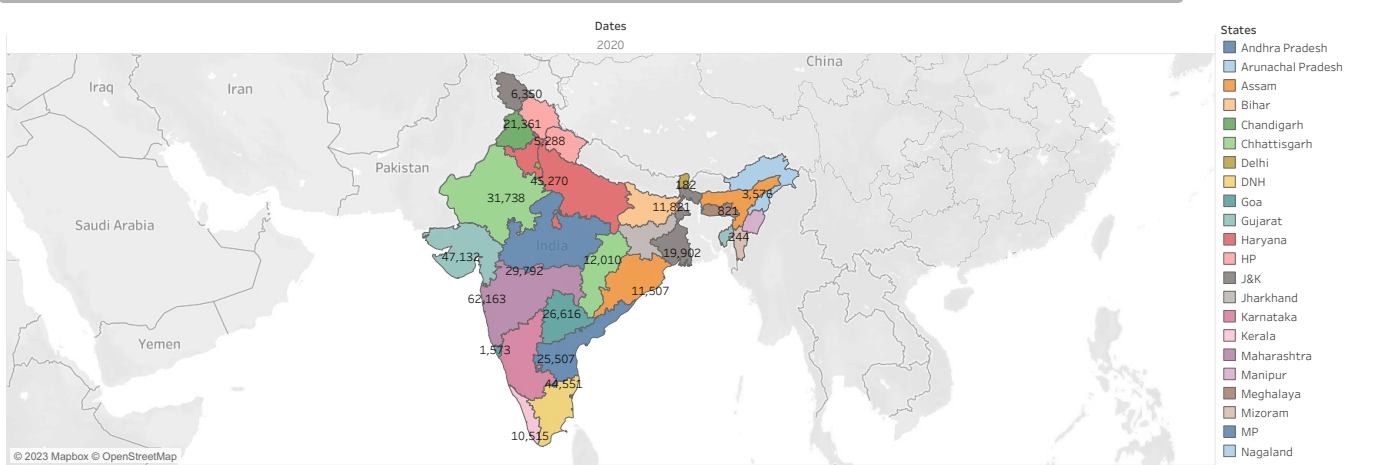 Dates
2020
China
Iraq
Iran
6,350
21,361
5,288
Pakistan
45,270
182
31,738
3,576
11,821
821
Saudi Arabia
244
India
47,132
12,010
19,902
29,792
11,507
62,163
26,616
Yemen
1,573
25,507
44,551
10,515
© 2023 Mapbox © OpenStreetMap
States
Andhra Pradesh
Arunachal Pradesh
Assam
Bihar
Chandigarh
Chhattisgarh
Delhi
DNH
Goa
Gujarat
Haryana
HP
J&K
Jharkhand
Karnataka
Kerala
Maharashtra
Manipur
Meghalaya
Mizoram
MP
Nagaland